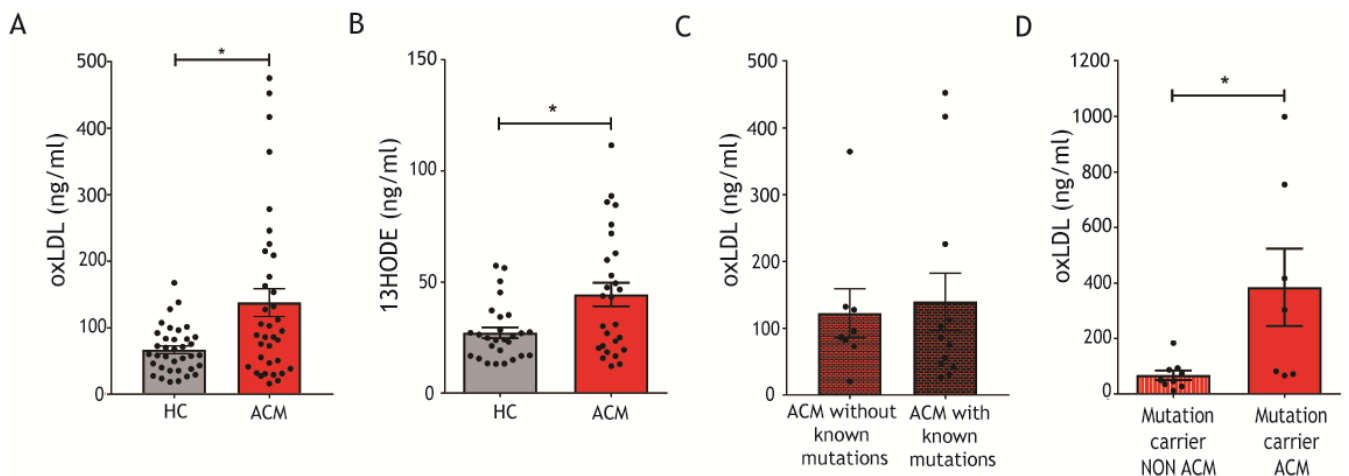 A
oxLDL (ng/ml)
500
400
300
200
100
0
*
HC
ACM
B
13HODE (ng/ml)
150
100
50
0
*
HC
ACM
C
oxLDL (ng/ml)
500
400
300
200
100
0
ACM without
known
mutations
ACM with
known
mutations
D
oxLDL (ng/ml)
1200
1000
800
600
400
200
0
*
Mutation
carrier
NON ACM
Mutation
carrier
ACM